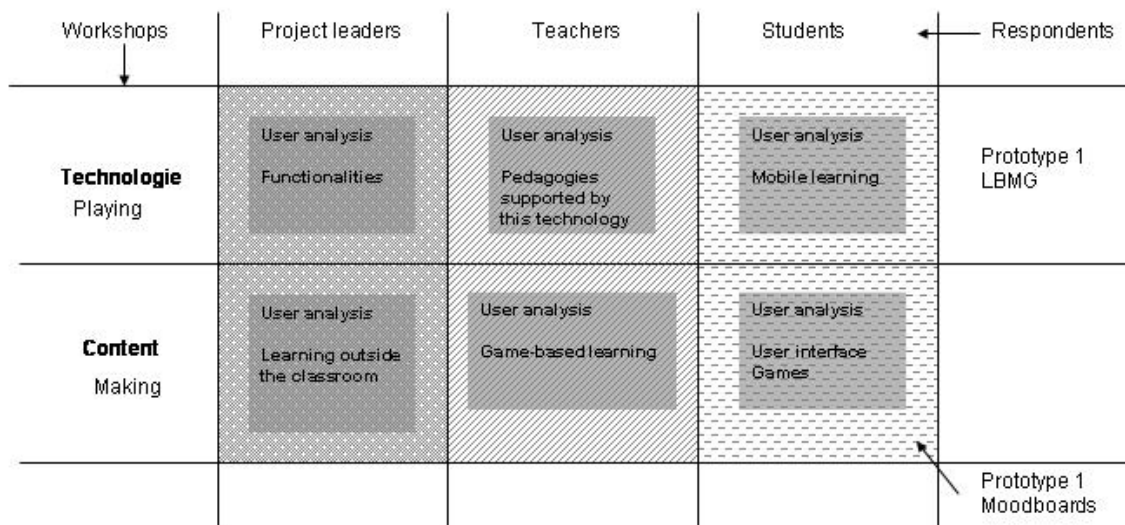 Workshops
Project leaders
Teachers
Students
Respondents
Technologie
Playing
User analysis
Functionalities
User analysis
Pedagogies
supported by
this technology
User analysis
Mobile learning
Prototype 1
LBMG
Content
Making
User analysis
Learning outside
the classroom
User analysis
Game-based learning
User analysis
User interface
Games
Prototype 1
Moodboards